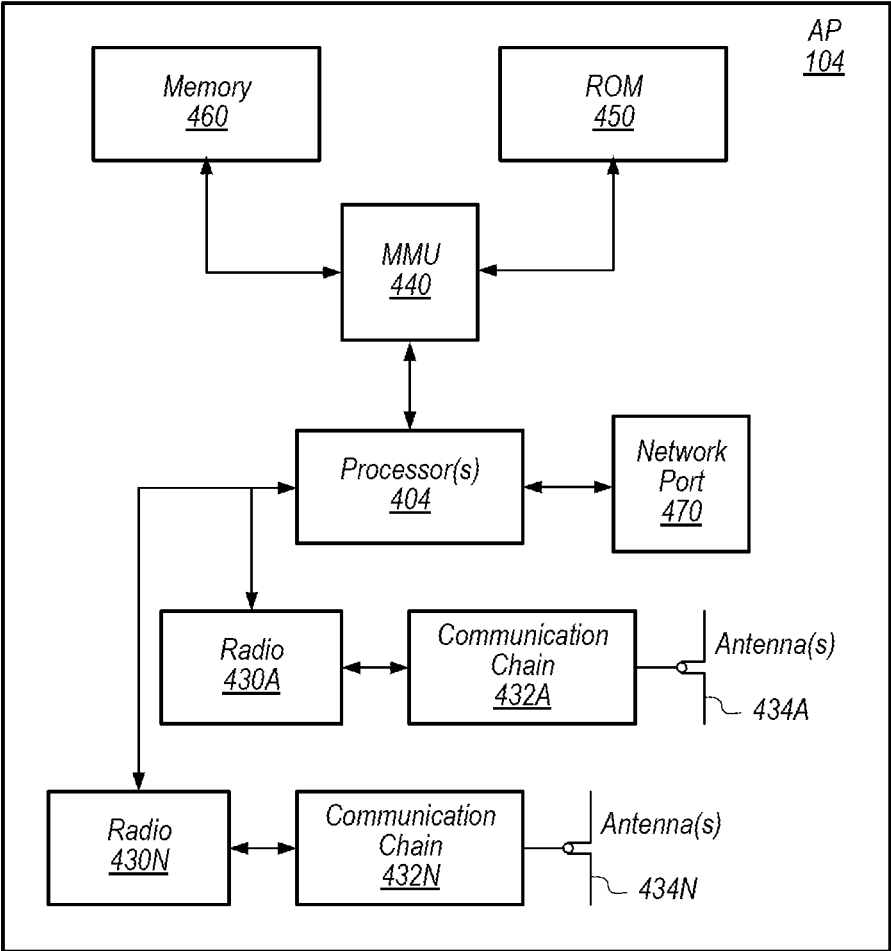 AP
104
Memory
460
ROM
450
MMU
440
Processor(s)
404
Network
Port
470
Radio
430A
Communication
Chain
432A
Antenna(s)
434A
Radio
430N
Communication
Chain
432N
Antenna(s)
434N